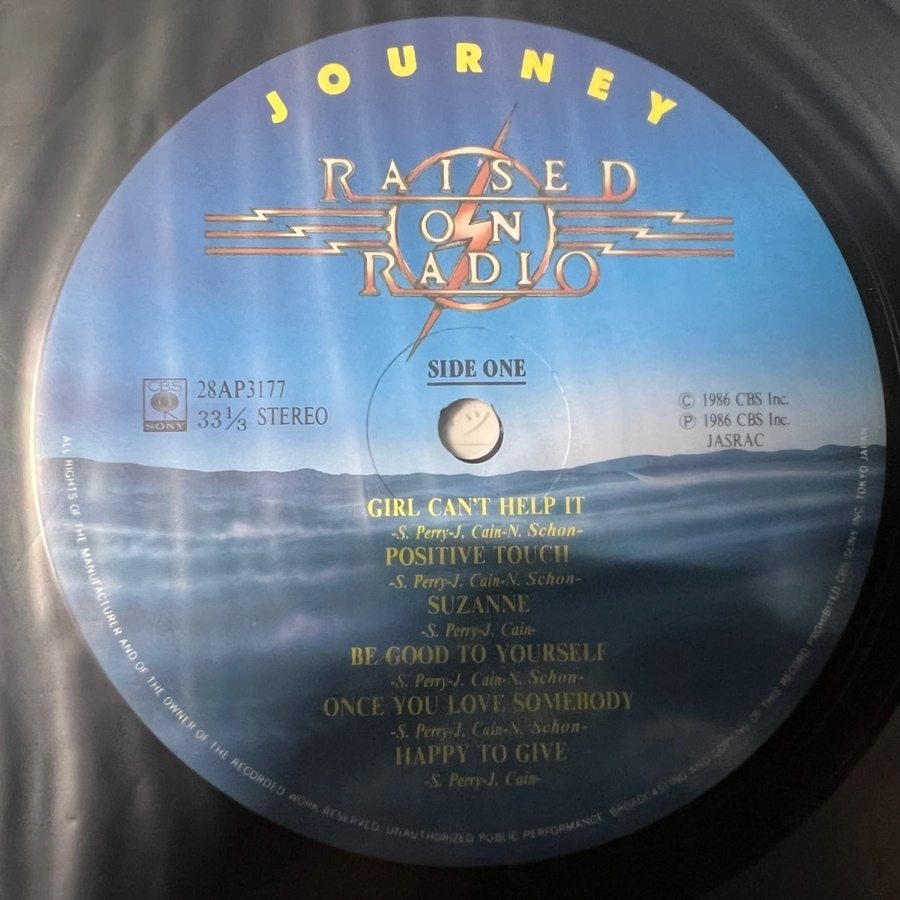 JOURNEY
RAISED
ON
RADIO
SIDE ONE
CBS
SONY
28AP3177
33 1/3 STEREO
© 1986 CBS Inc.
℗ 1986 CBS Inc.
JASRAC
GIRL CAN'T HELP IT
-S. Perry-J. Cain-N. Schon-
POSITIVE TOUCH
-S. Perry-J. Cain-N. Schon-
SUZANNE
-S. Perry-J. Cain-
BE GOOD TO YOURSELF
-S. Perry-J. Cain-N. Schon-
ONCE YOU LOVE SOMEBODY
-S. Perry-J. Cain-N. Schon-
HAPPY TO GIVE
-S. Perry-J. Cain-
ALL RIGHTS OF THE MANUFACTURER AND OF THE OWNER OF THE RECORDED WORK RESERVED. UNAUTHORIZED PUBLIC PERFORMANCE, BROADCASTING AND COPYING OF THIS RECORD PROHIBITED CBS/SONY INC. TOKYO JAPAN